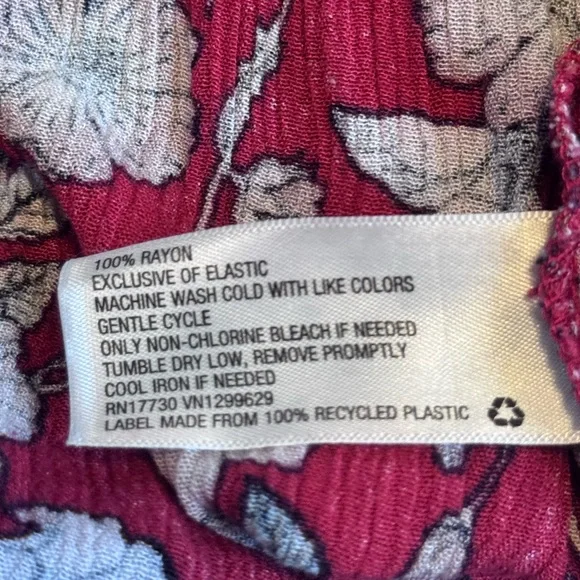 100% RAYON
EXCLUSIVE OF ELASTIC
MACHINE WASH COLD WITH LIKE COLORS
GENTLE CYCLE
ONLY NON-CHLORINE BLEACH IF NEEDED
TUMBLE DRY LOW, REMOVE PROMPTLY
COOL IRON IF NEEDED
RN17730 VN1299629
LABEL MADE FROM 100% RECYCLED PLASTIC